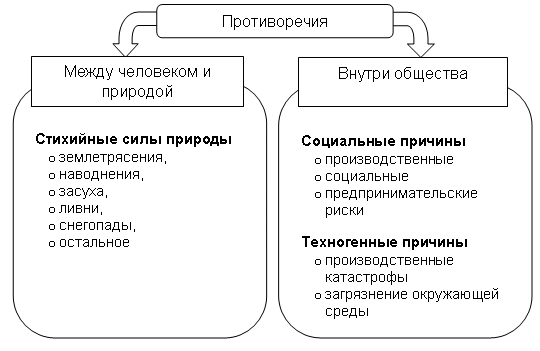 Противоречия
Между человеком и
природой
Стихийные силы природы
o землетрясения,
o наводнения,
o засуха,
o ливни,
o снегопады,
o остальное
Внутри общества
Социальные причины
o производственные
o социальные
o предпринимательские
риски
Техногенные причины
o производственные
катастрофы
o загрязнение окружающей
среды